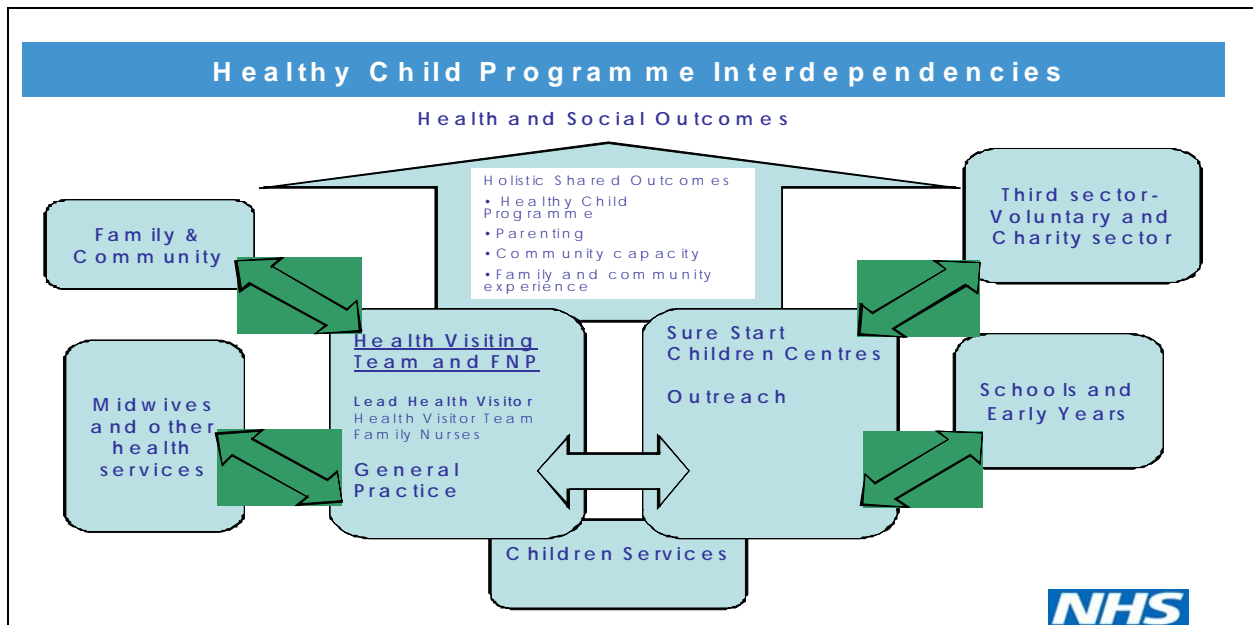 Healthy Child Programme Interdependencies
Health and Social Outcomes
Holistic Shared Outcomes
• Healthy Child
Programme
• Parenting
• Community capacity
•Family and community
experience
Family &
Community
Third sector-
Voluntary and
Charity sector
Health Visiting
Team and FNP
Lead Health Visitor
Health Visitor Team
Family Nurses
General
Practice
Sure Start
Children Centres
Outreach
Midwives
and other
health
services
Schools and
Early Years
Children Services
NHS